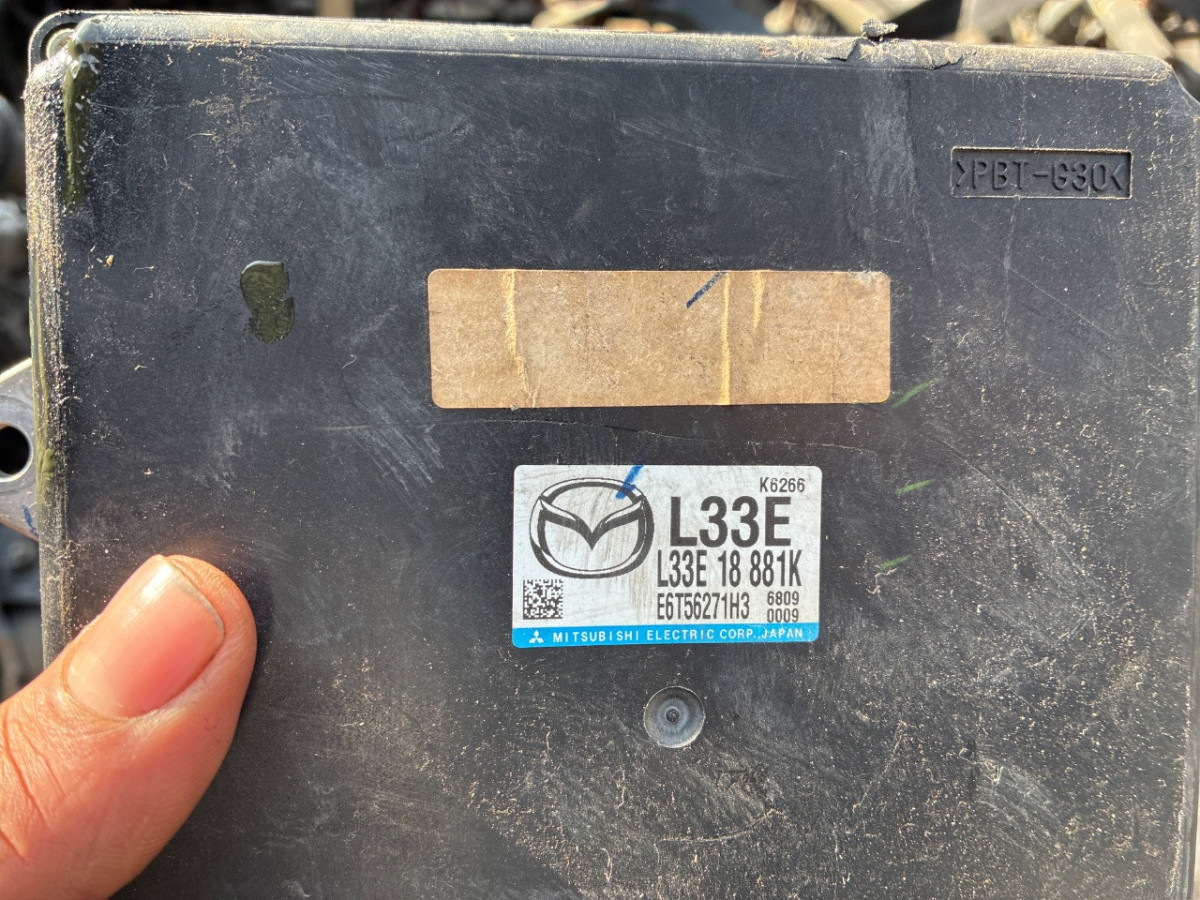 >PBT-G30<
K6266
L33E
L33E 18 881K
E6T56271H3 6809
0009
MITSUBISHI ELECTRIC CORP. JAPAN